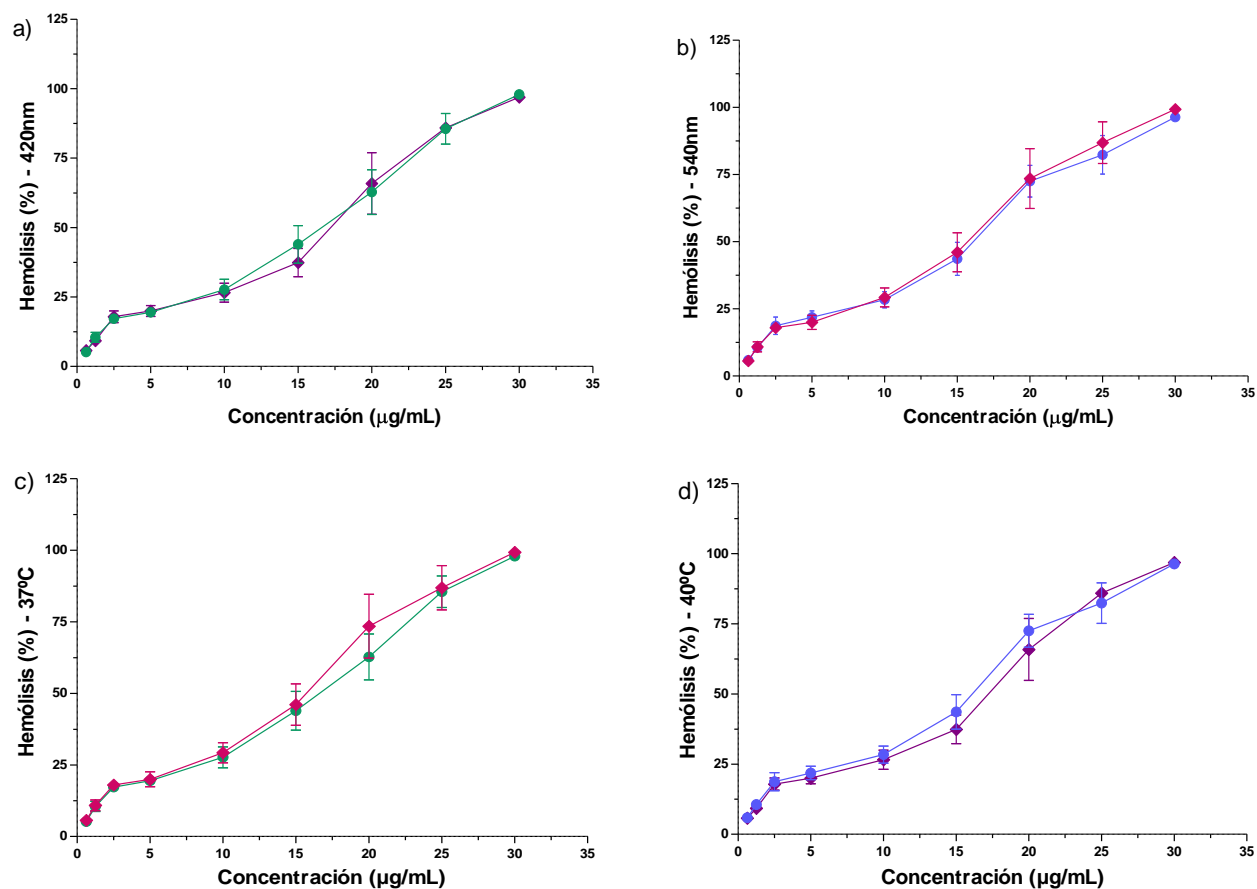 a)
125
100
75
50
25
0
Hemólisis (%) - 420nm
0 5 10 15 20 25 30 35
Concentración (μg/mL)
b)
125
100
75
50
25
0
Hemólisis (%) - 540nm
0 5 10 15 20 25 30 35
Concentración (μg/mL)
c)
125
100
75
50
25
0
Hemólisis (%) - 37ºC
0 5 10 15 20 25 30 35
Concentración (µg/mL)
d)
125
100
75
50
25
0
Hemólisis (%) - 40ºC
0 5 10 15 20 25 30 35
Concentración (µg/mL)